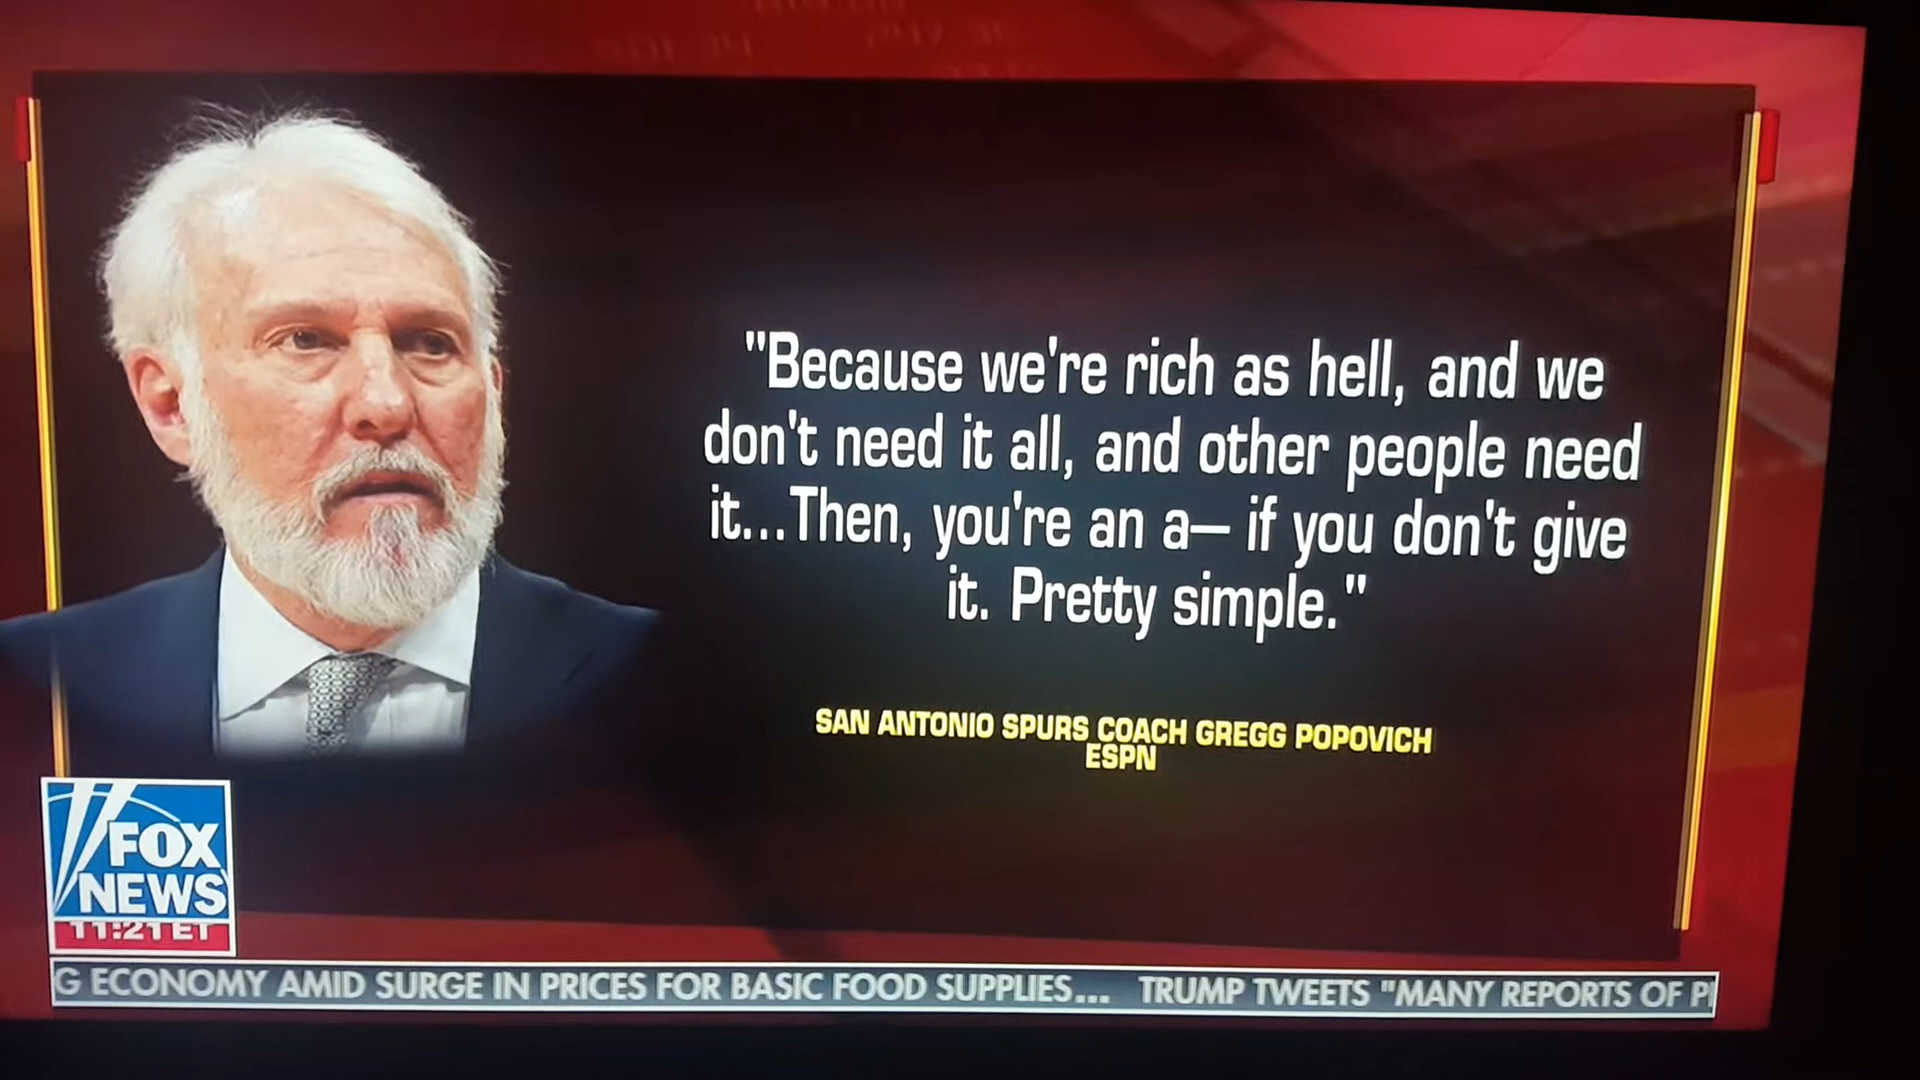 "Because we're rich as hell, and we
don't need it all, and other people need
it...Then, you're an a— if you don't give
it. Pretty simple."
SAN ANTONIO SPURS COACH GREGG POPOVICH
ESPN
FOX
NEWS
11:21 ET
G ECONOMY AMID SURGE IN PRICES FOR BASIC FOOD SUPPLIES... TRUMP TWEETS "MANY REPORTS OF P